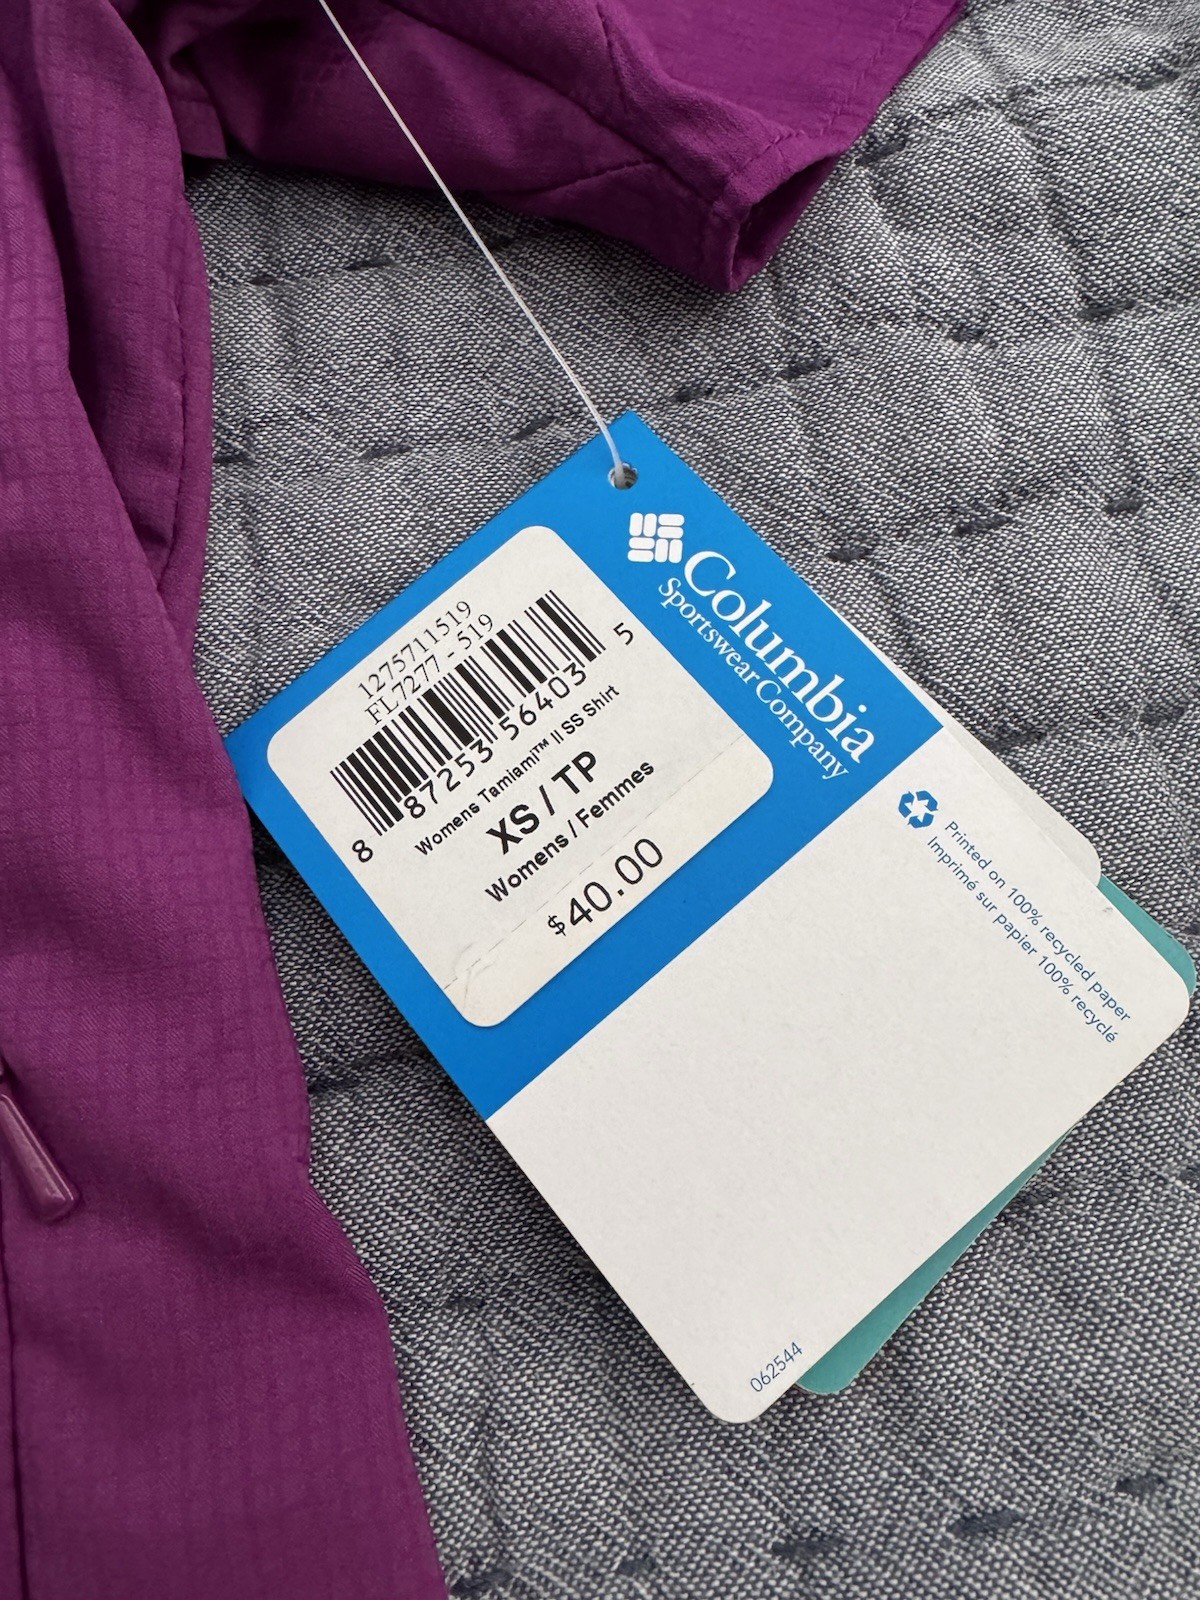 Columbia
Sportswear Company
1275711519
FL7277 - 519
8 87253 56403 5
Womens Tamiami™ II SS Shirt
XS / TP
Womens / Femmes
$40.00
Printed on 100% recycled paper
Imprimé sur papier 100% recyclé
062544